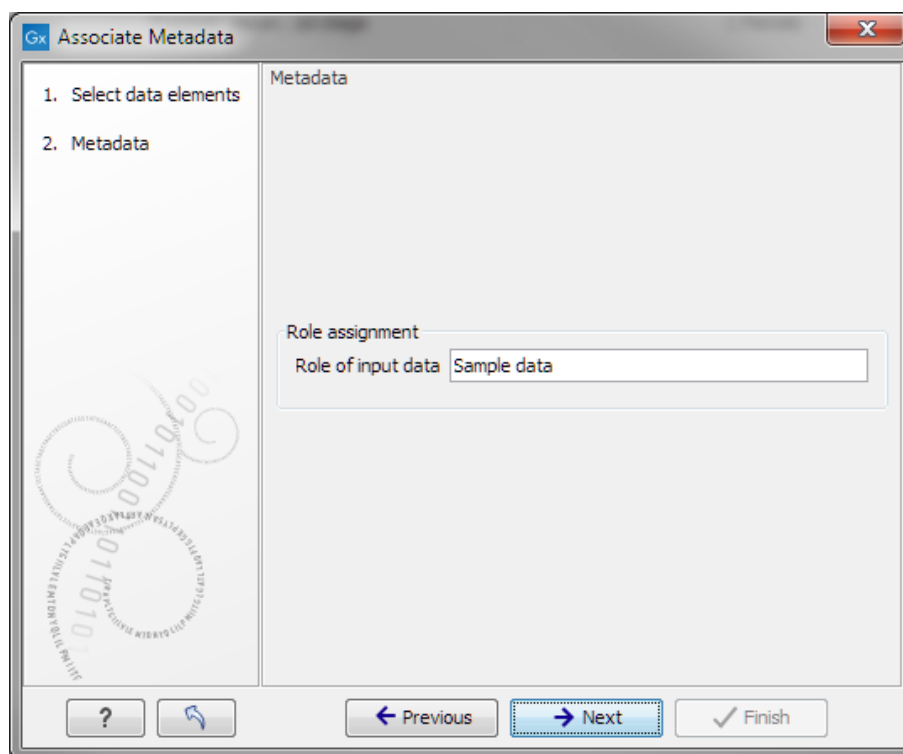 Gx Associate Metadata
1. Select data elements
2. Metadata
Metadata
Role assignment
Role of input data Sample data
? Previous Next Finish